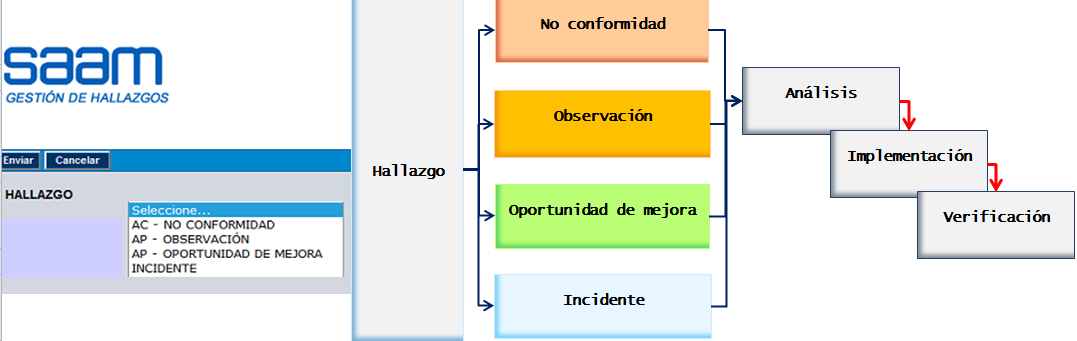 saam
GESTIÓN DE HALLAZGOS
Enviar
Cancelar
HALLAZGO
Seleccione...
AC - NO CONFORMIDAD
AP - OBSERVACIÓN
AP - OPORTUNIDAD DE MEJORA
INCIDENTE
Hallazgo
No conformidad
Observación
Oportunidad de mejora
Incidente
Análisis
Implementación
Verificación